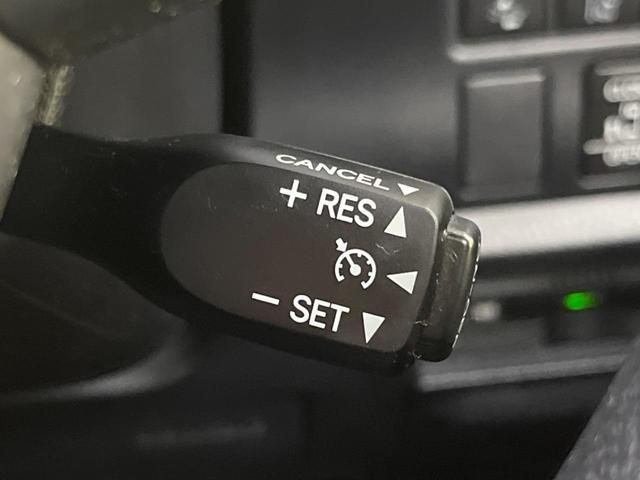 CANCEL ▼
+ RES ▲
◀
− SET ▼